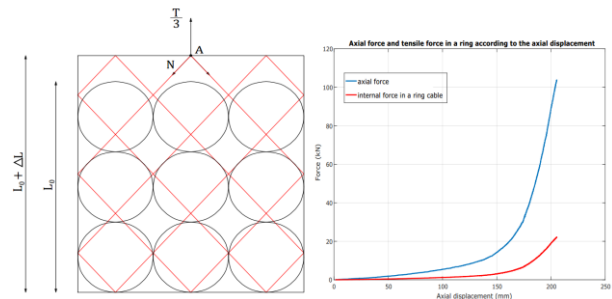 T
3
A
N
L₀ + ΔL
L₀
Axial force and tensile force in a ring according to the axial displacement
axial force
internal force in a ring cable
Force (kN)
120
100
80
60
40
20
0
0 50 100 150 200 250
Axial displacement (mm)